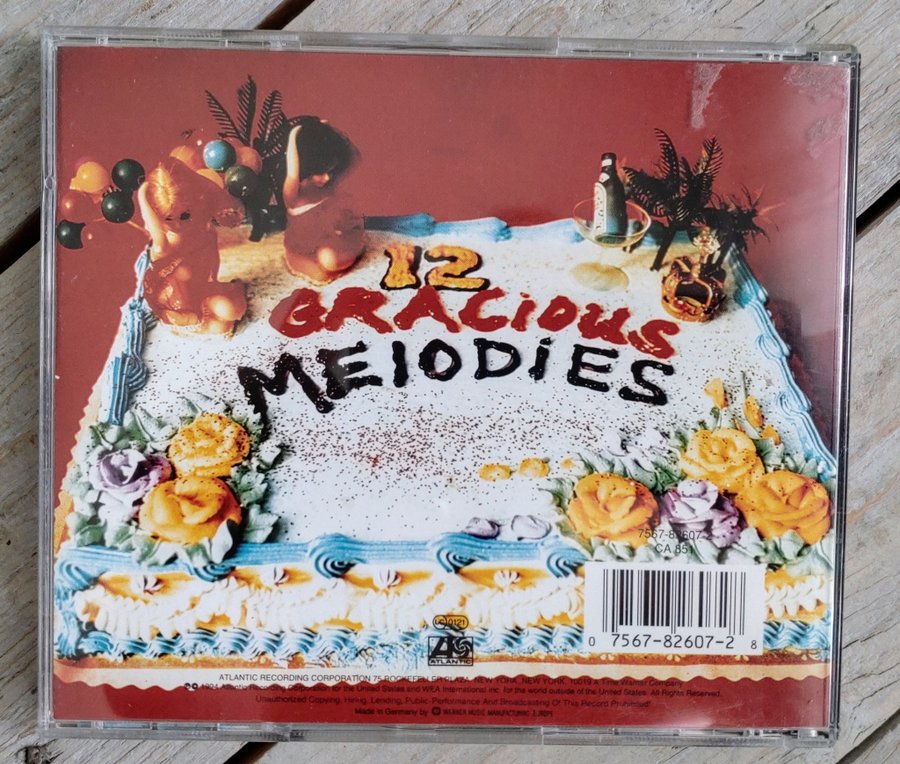 12
GRACiOUS
MElODiES
7567-82607-2
CA 851
LC 0121
ATLANTIC
0 7567-82607-2 8
ATLANTIC RECORDING CORPORATION 75 ROCKEFELLER PLAZA, NEW YORK, NEW YORK, 10019 A Time Warner Company
℗ © 1994 Atlantic Recording Corporation for the United States and WEA International Inc. for the world outside of the United States. All Rights Reserved.
Unauthorized Copying, Hiring, Lending, Public-Performance And Broadcasting Of This Record Prohibited!
Made in Germany by WARNER MUSIC MANUFACTURING EUROPE